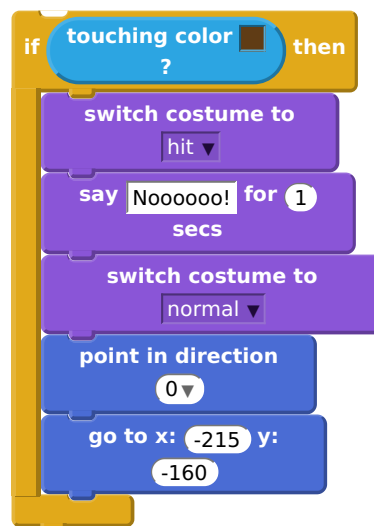 if touching color then
?
switch costume to
hit
say Noooooo! for 1
secs
switch costume to
normal
point in direction
0
go to x: -215 y:
-160